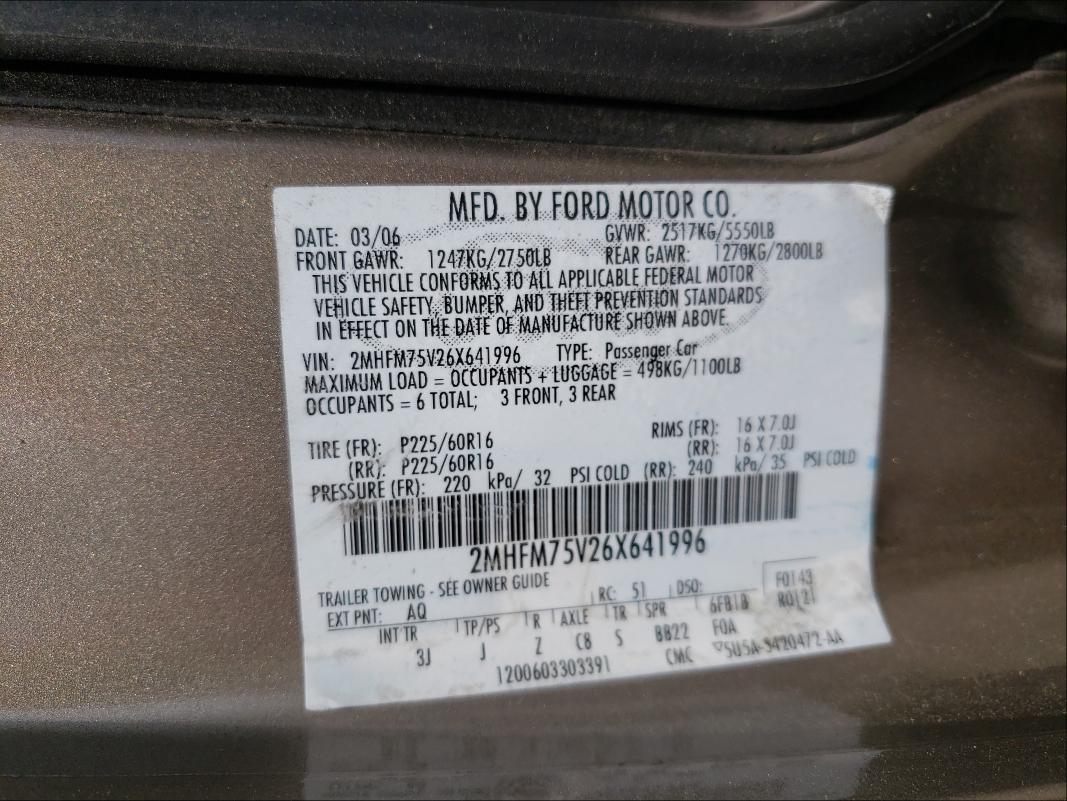 MFD. BY FORD MOTOR CO.
DATE: 03/06 GVWR: 2517KG/5550LB
FRONT GAWR: 1247KG/2750LB REAR GAWR: 1270KG/2800LB
THIS VEHICLE CONFORMS TO ALL APPLICABLE FEDERAL MOTOR
VEHICLE SAFETY, BUMPER, AND THEFT PREVENTION STANDARDS
IN EFFECT ON THE DATE OF MANUFACTURE SHOWN ABOVE.
VIN: 2MHFM75V26X641996 TYPE: Passenger Car
MAXIMUM LOAD = OCCUPANTS + LUGGAGE = 498KG/1100LB
OCCUPANTS = 6 TOTAL; 3 FRONT, 3 REAR
TIRE (FR): P225/60R16 RIMS (FR): 16 X 7.0J
(RR): P225/60R16 (RR): 16 X 7.0J
PRESSURE (FR): 220 kPa/ 32 PSI COLD (RR): 240 kPa/ 35 PSI COLD
2MHFM75V26X641996
TRAILER TOWING - SEE OWNER GUIDE
EXT PNT: AQ RC: 51 DSO: F0143
INT TR TP/PS R AXLE TR SPR 6FB1B R0121
3J J Z C8 S BB22 FOA
1200603303391 CMC 5U5A-3420472-AA